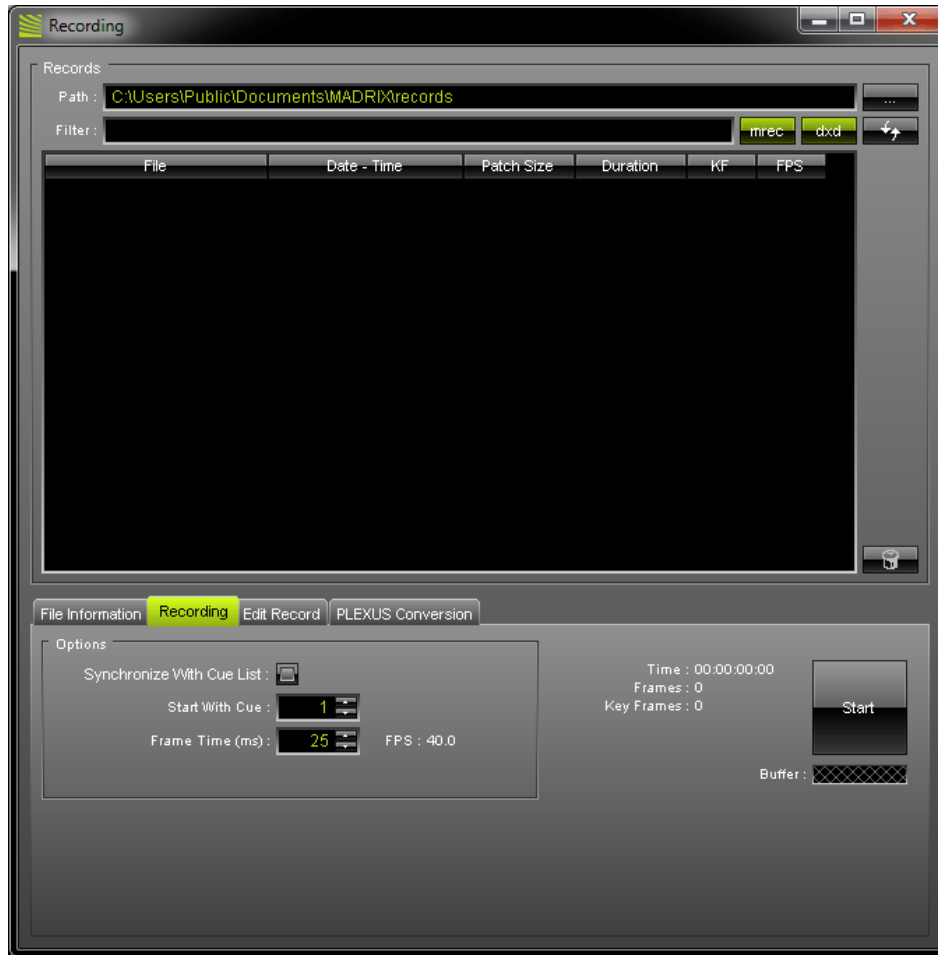 Recording
Records
Path : C:\Users\Public\Documents\MADRIX\records ...
Filter : mrec dxd
File Date - Time Patch Size Duration KF FPS
File Information Recording Edit Record PLEXUS Conversion
Options
Synchronize With Cue List :
Start With Cue : 1
Frame Time (ms) : 25 FPS : 40.0
Time : 00:00:00:00
Frames : 0
Key Frames : 0
Start
Buffer :